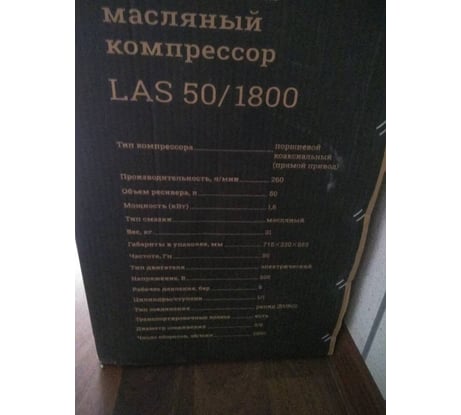 масляный
компрессор
LAS 50/1800
Тип компрессора поршневой
коаксиальный
(прямой привод)
Производительность, л/мин 260
Объем ресивера, л 50
Мощность (кВт) 1,8
Тип смазки масляный
Вес, кг
Габариты в упаковке, мм
Частота, Гц 50
Тип двигателя электрический
Напряжение, В
Рабочее давление, бар 8
Цилиндры/ступени 1/1
Тип соединения рапид
Транспортировочные колеса есть
Диаметр соединения
Число оборотов, об/мин